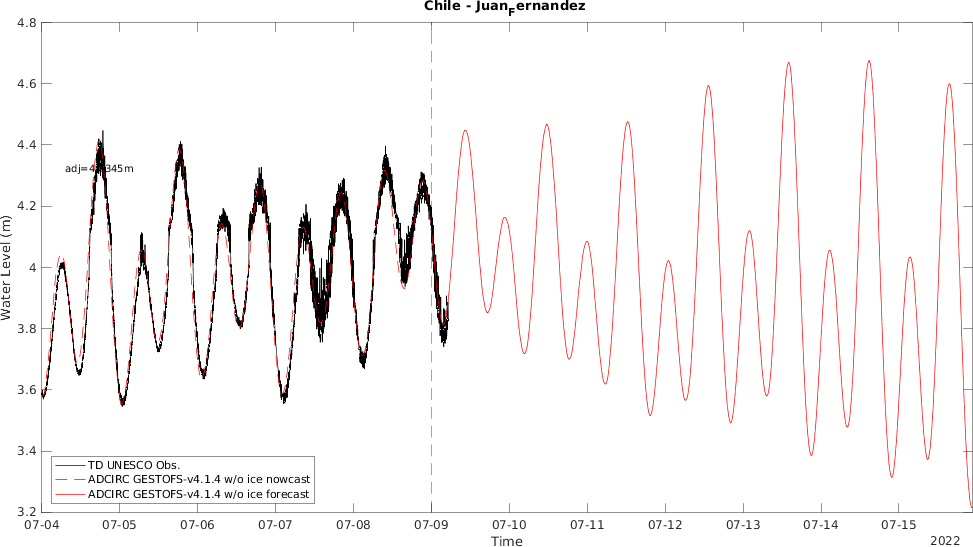 Chile - JuanFernandez
4.8
4.6
4.4
4.2
4
3.8
3.6
3.4
3.2
Water Level (m)
TD UNESCO Obs.
ADCIRC GESTOFS-v4.1.4 w/o ice nowcast
ADCIRC GESTOFS-v4.1.4 w/o ice forecast
07-04 07-05 07-06 07-07 07-08 07-09 07-10 07-11 07-12 07-13 07-14 07-15
Time
2022